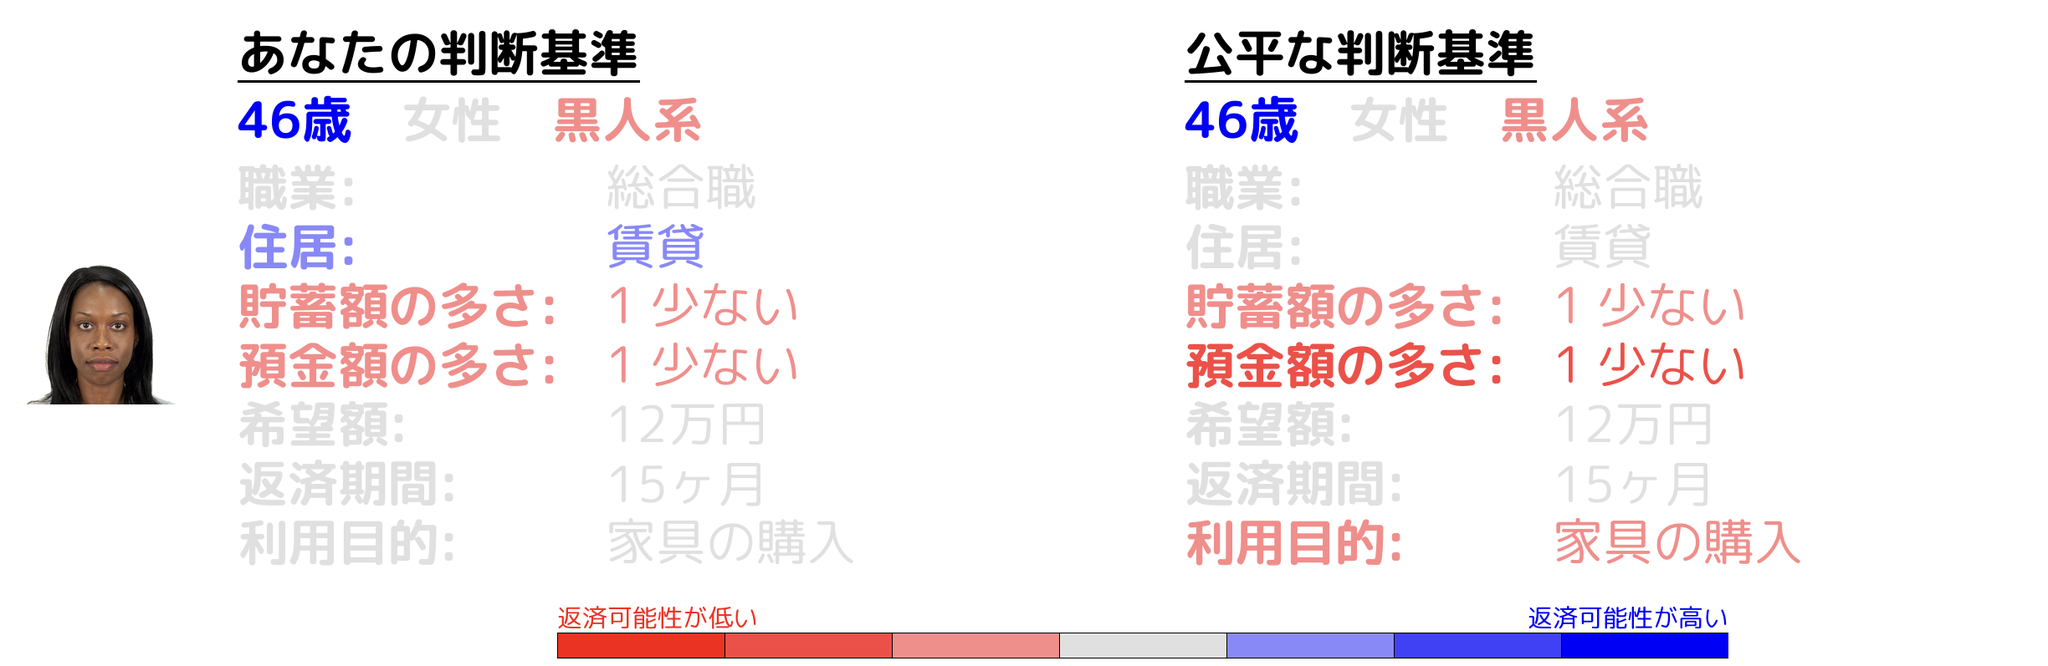 あなたの判断基準
46歳 女性 黒人系
職業: 総合職
住居: 賃貸
貯蓄額の多さ: 1 少ない
預金額の多さ: 1 少ない
希望額: 12万円
返済期間: 15ヶ月
利用目的: 家具の購入
公平な判断基準
46歳 女性 黒人系
職業: 総合職
住居: 賃貸
貯蓄額の多さ: 1 少ない
預金額の多さ: 1 少ない
希望額: 12万円
返済期間: 15ヶ月
利用目的: 家具の購入
返済可能性が低い
返済可能性が高い